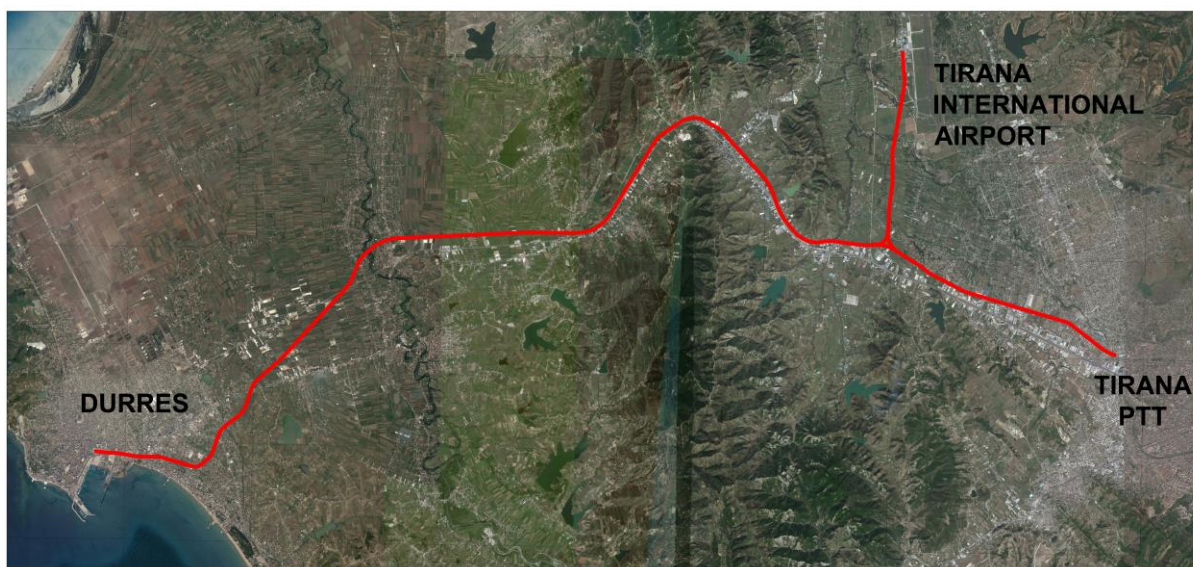 TIRANA
INTERNATIONAL
AIRPORT
DURRES
TIRANA
PTT